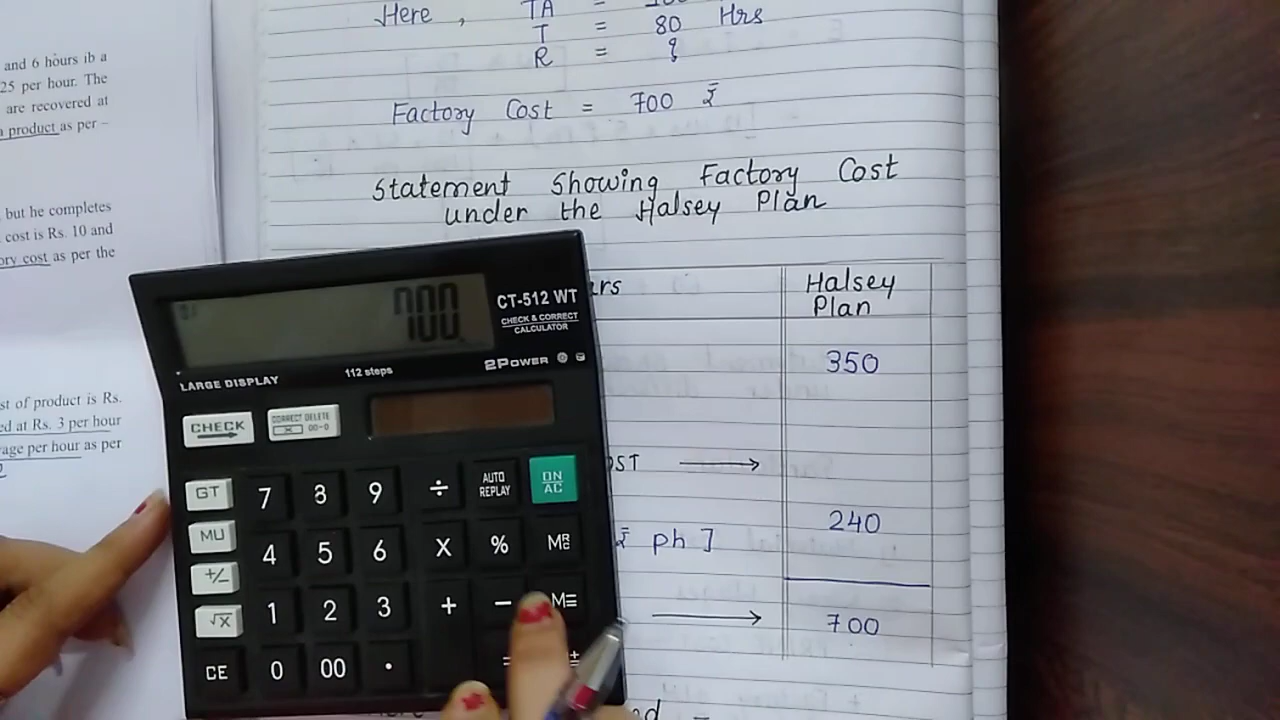 and 6 hours ib a
25 per hour. The
are recovered at
a product as per –
but he completes
cost is Rs. 10 and
ory cost as per the
st of product is Rs.
ed at Rs. 3 per hour
age per hour as per
Here , TA =
T = 80 Hrs
R = ?
Factory Cost = 700 ₹
Statement Showing Factory Cost
under the Halsey Plan
Halsey
Plan
350
OST →
240
₹ ph ]
→ 700
700
CT-512 WT
CHECK & CORRECT
CALCULATOR
2POWER
112 steps
LARGE DISPLAY
CHECK →
CORRECT DELETE
00→0
GT 7 8 9 ÷ AUTO REPLAY ON/AC
MU 4 5 6 X % MRC
+/− 
√X 1 2 3 + − M=
CE 0 00 • =